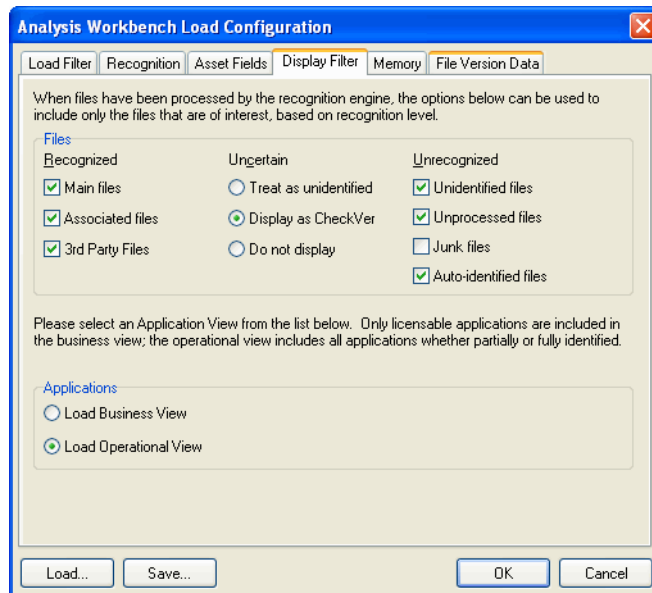 Analysis Workbench Load Configuration
Load Filter Recognition Asset Fields Display Filter Memory File Version Data
When files have been processed by the recognition engine, the options below can be used to
include only the files that are of interest, based on recognition level.
Files
Recognized Uncertain Unrecognized
Main files Treat as unidentified Unidentified files
Associated files Display as CheckVer Unprocessed files
3rd Party Files Do not display Junk files
Auto-identified files
Please select an Application View from the list below. Only licensable applications are included in
the business view; the operational view includes all applications whether partially or fully identified.
Applications
Load Business View
Load Operational View
Load... Save... OK Cancel